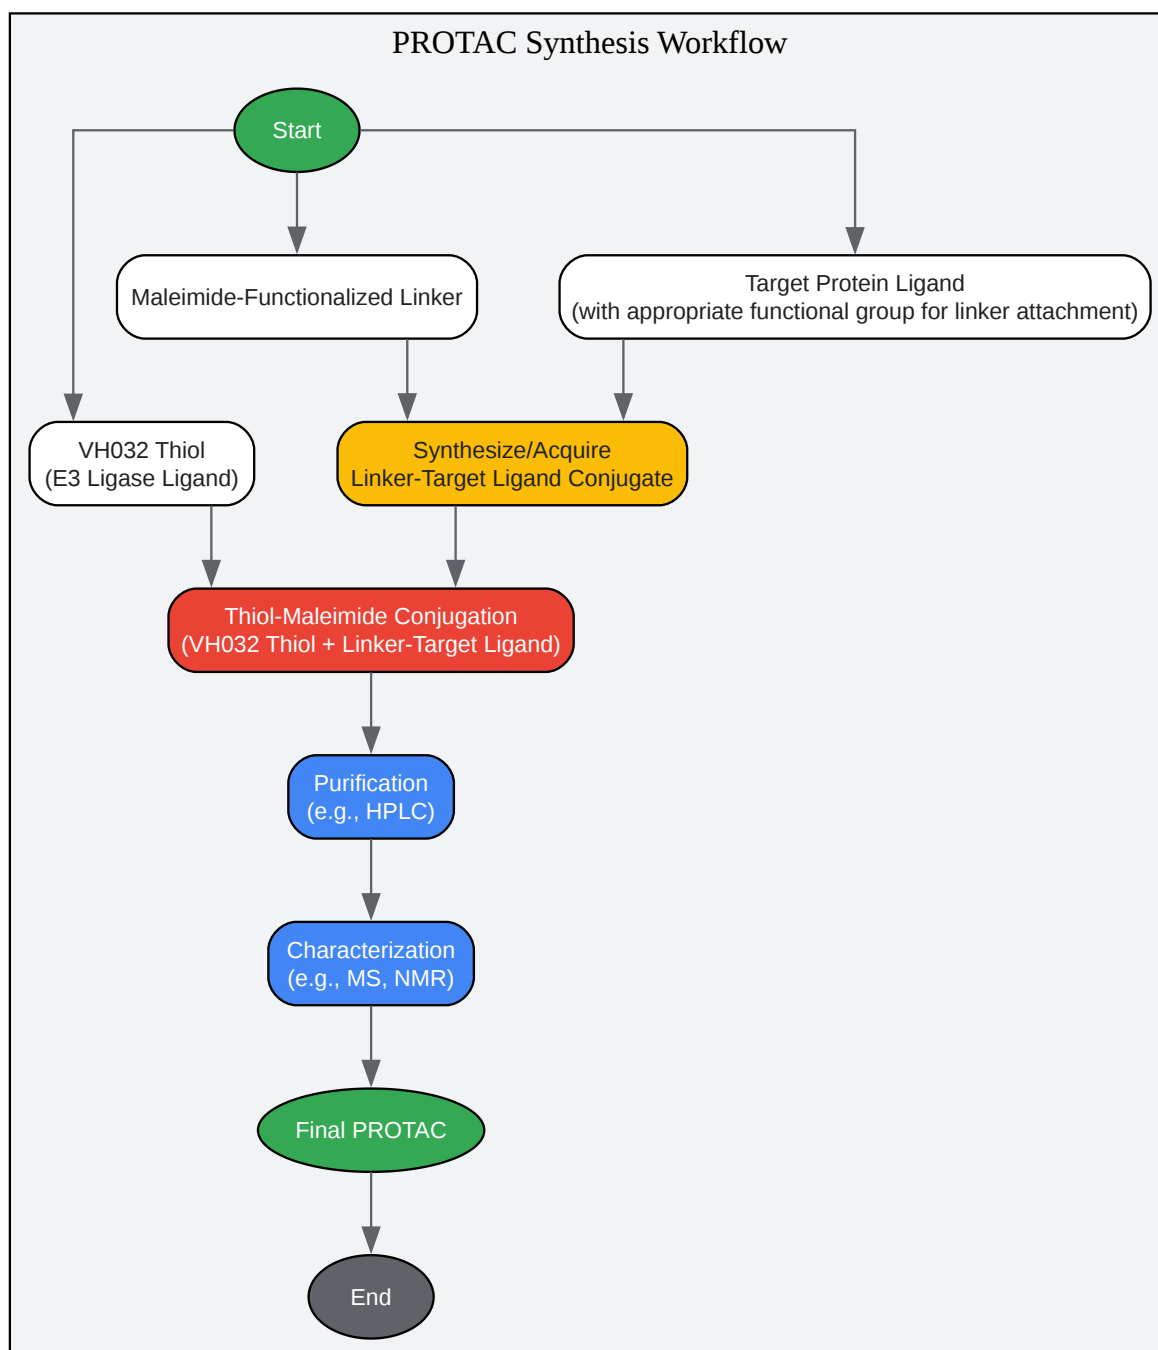 PROTAC Synthesis Workflow
Start
Maleimide-Functionalized Linker
Target Protein Ligand
(with appropriate functional group for linker attachment)
VH032 Thiol
(E3 Ligase Ligand)
Synthesize/Acquire
Linker-Target Ligand Conjugate
Thiol-Maleimide Conjugation
(VH032 Thiol + Linker-Target Ligand)
Purification
(e.g., HPLC)
Characterization
(e.g., MS, NMR)
Final PROTAC
End